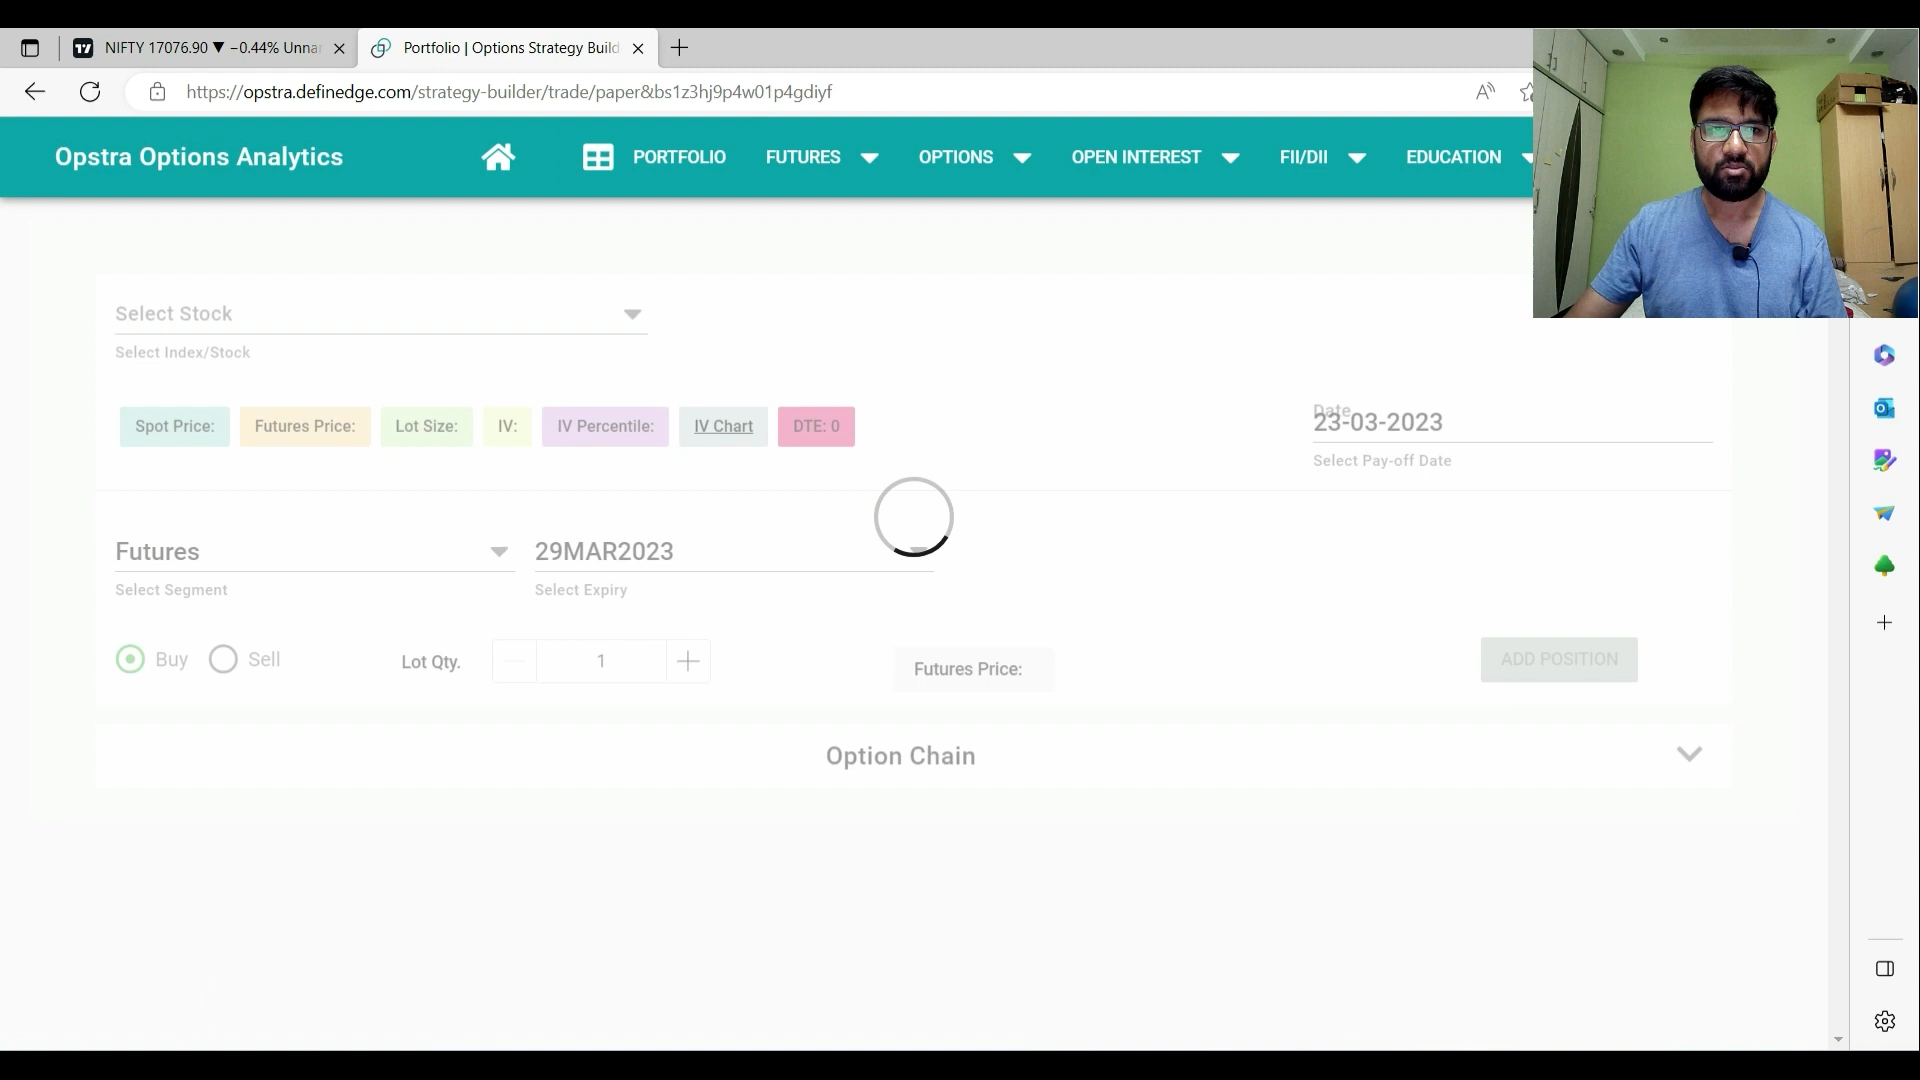 NIFTY 17076.90 ▼ −0.44% Unna
Portfolio | Options Strategy Build
https://opstra.definedge.com/strategy-builder/trade/paper&bs1z3hj9p4w01p4gdiyf
Opstra Options Analytics
PORTFOLIO
FUTURES
OPTIONS
OPEN INTEREST
FII/DII
EDUCATION
Select Stock
Select Index/Stock
Spot Price:
Futures Price:
Lot Size:
IV:
IV Percentile:
IV Chart
DTE: 0
Date
23-03-2023
Select Pay-off Date
Futures
Select Segment
29MAR2023
Select Expiry
Buy
Sell
Lot Qty.
1
Futures Price:
ADD POSITION
Option Chain